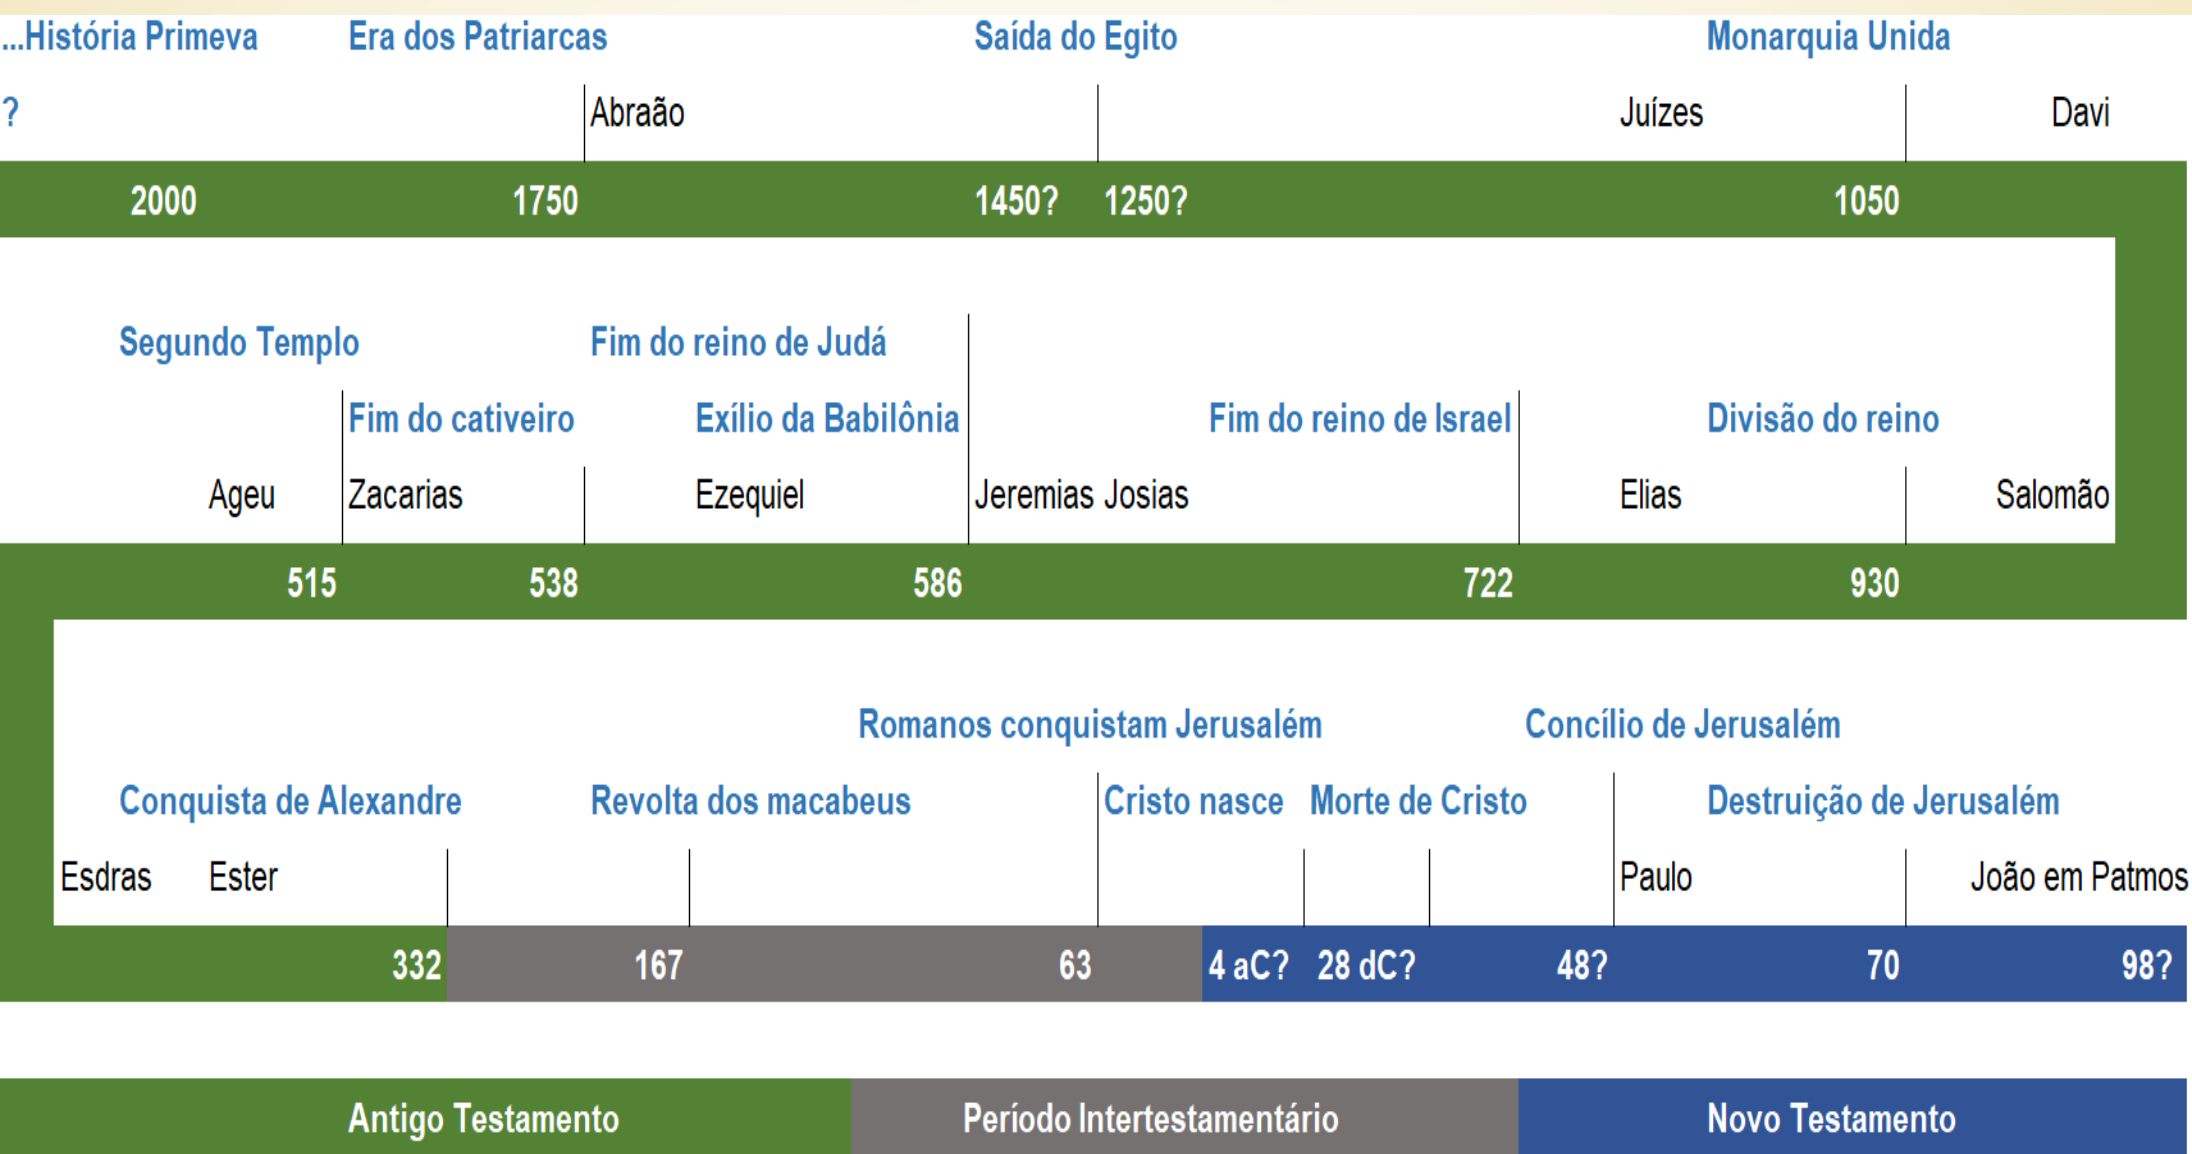 ...História Primeva Era dos Patriarcas Saída do Egito Monarquia Unida
? Abraão Juízes Davi
2000 1750 1450? 1250? 1050
Segundo Templo Fim do reino de Judá
Fim do cativeiro Exílio da Babilônia Fim do reino de Israel Divisão do reino
Ageu Zacarias Ezequiel Jeremias Josias Elias Salomão
515 538 586 722 930
Romanos conquistam Jerusalém Concílio de Jerusalém
Conquista de Alexandre Revolta dos macabeus Cristo nasce Morte de Cristo Destruição de Jerusalém
Esdras Ester Paulo João em Patmos
332 167 63 4 aC? 28 dC? 48? 70 98?
Antigo Testamento Período Intertestamentário Novo Testamento